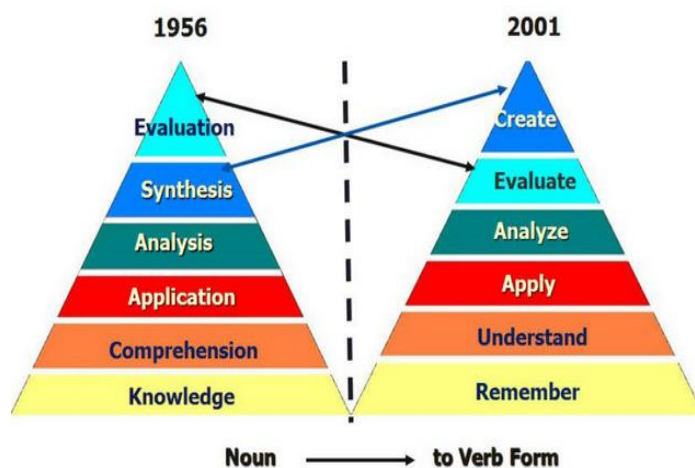 1956
2001
Evaluation
Synthesis
Analysis
Application
Comprehension
Knowledge
Create
Evaluate
Analyze
Apply
Understand
Remember
Noun to Verb Form